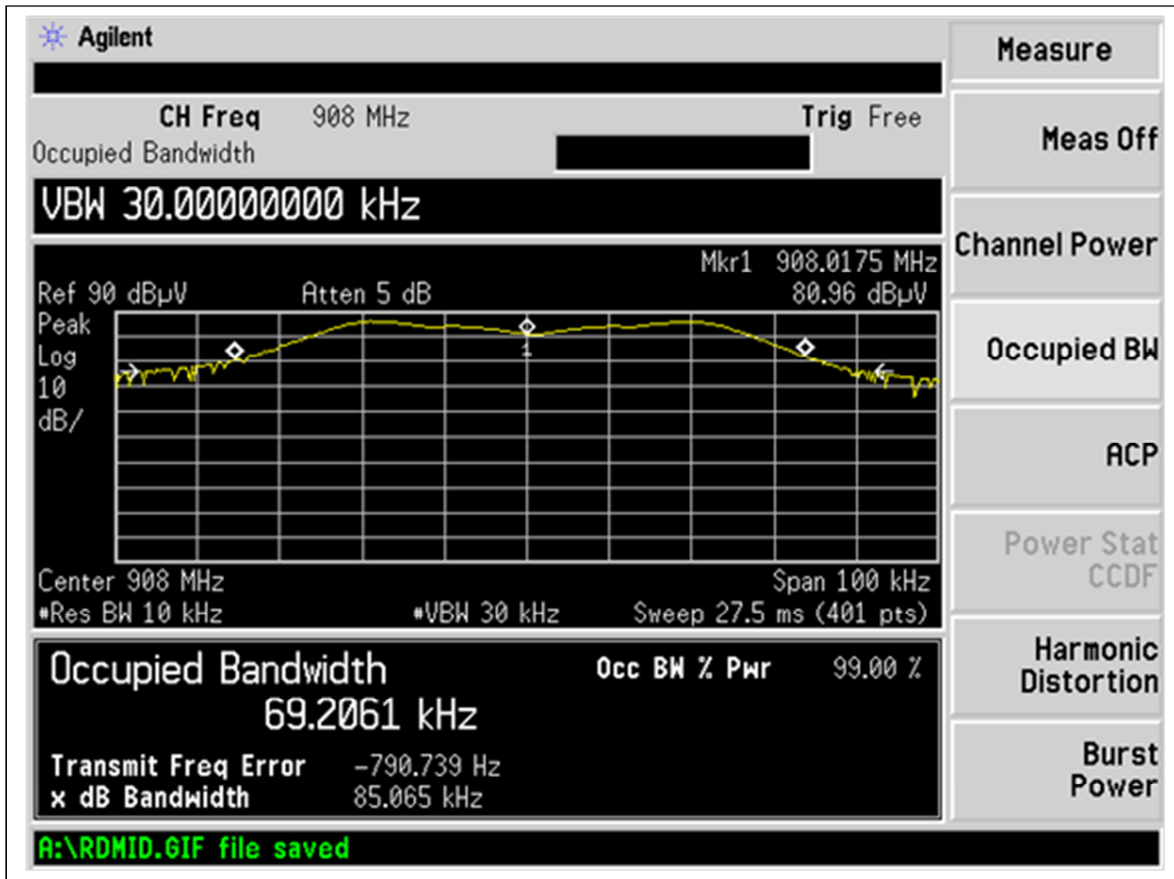 Agilent
Measure
CH Freq 908 MHz Trig Free
Occupied Bandwidth
Meas Off
VBW 30.00000000 kHz
Channel Power
Mkr1 908.0175 MHz
Ref 90 dBµV Atten 5 dB 80.96 dBµV
Peak
Log
10
dB/
1
Occupied BW
ACP
Center 908 MHz Span 100 kHz
#Res BW 10 kHz #VBW 30 kHz Sweep 27.5 ms (401 pts)
Power Stat
CCDF
Occupied Bandwidth Occ BW % Pwr 99.00 %
69.2061 kHz
Harmonic
Distortion
Transmit Freq Error -790.739 Hz
x dB Bandwidth 85.065 kHz
Burst
Power
A:\RDMID.GIF file saved